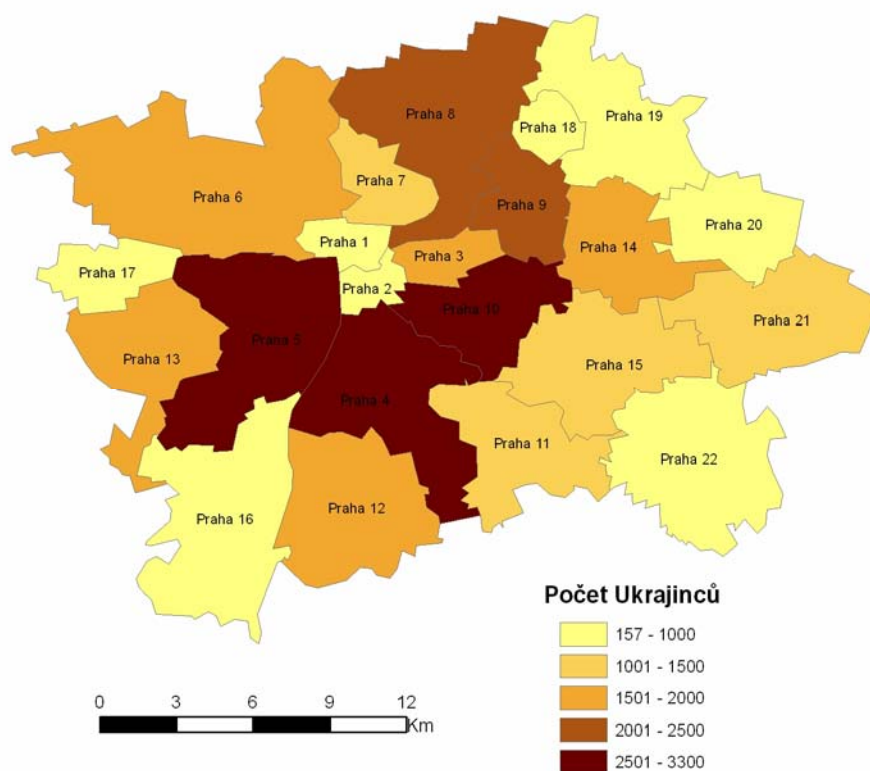 Praha 8
Praha 19
Praha 18
Praha 7
Praha 6
Praha 9
Praha 20
Praha 1
Praha 14
Praha 3
Praha 17
Praha 2
Praha 10
Praha 21
Praha 5
Praha 13
Praha 15
Praha 4
Praha 11
Praha 22
Praha 12
Praha 16
Počet Ukrajinců
157 - 1000
1001 - 1500
1501 - 2000
2001 - 2500
2501 - 3300
0 3 6 9 12
Km